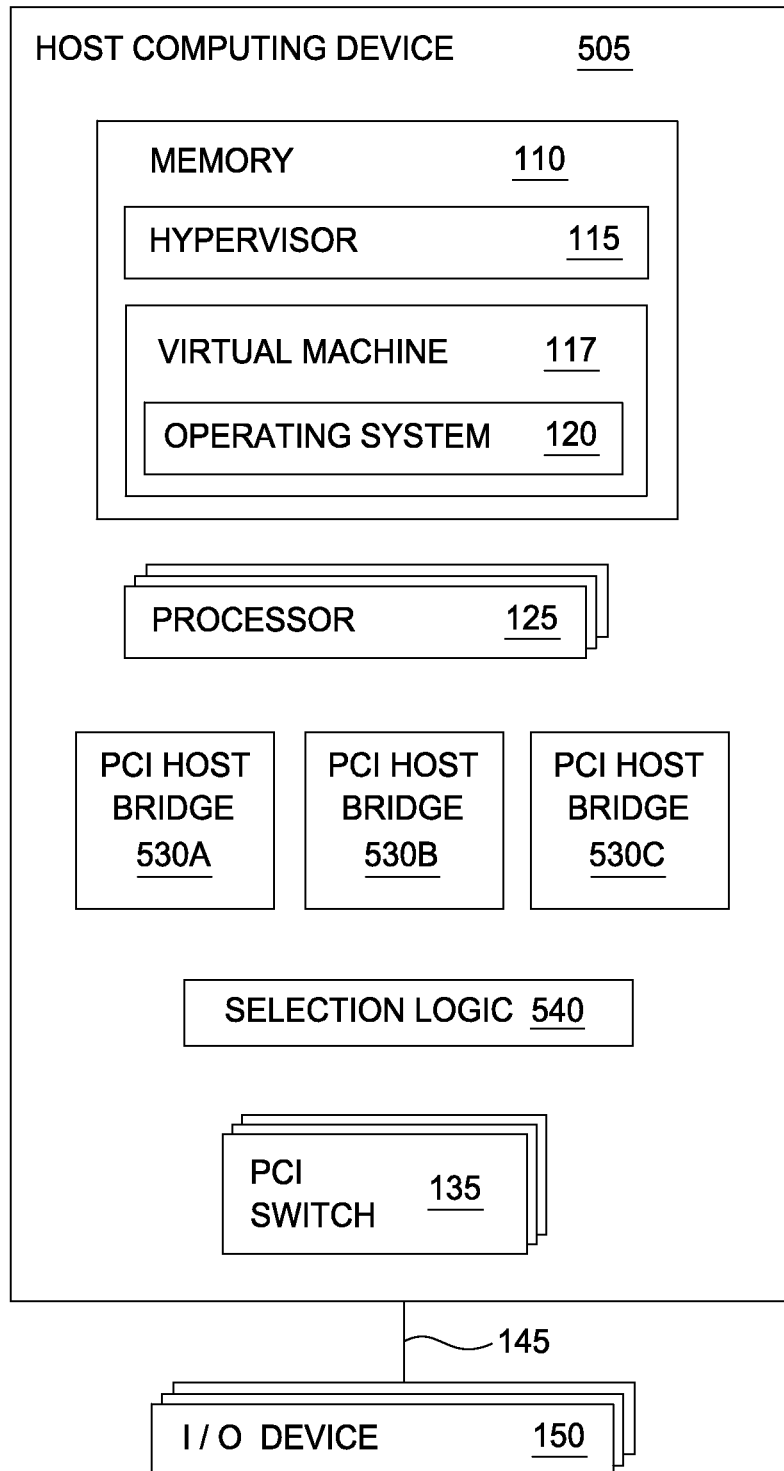 HOST COMPUTING DEVICE 505
MEMORY 110
HYPERVISOR 115
VIRTUAL MACHINE 117
OPERATING SYSTEM 120
PROCESSOR 125
PCI HOST
BRIDGE
530A
PCI HOST
BRIDGE
530B
PCI HOST
BRIDGE
530C
SELECTION LOGIC 540
PCI
SWITCH
135
145
I / O DEVICE 150